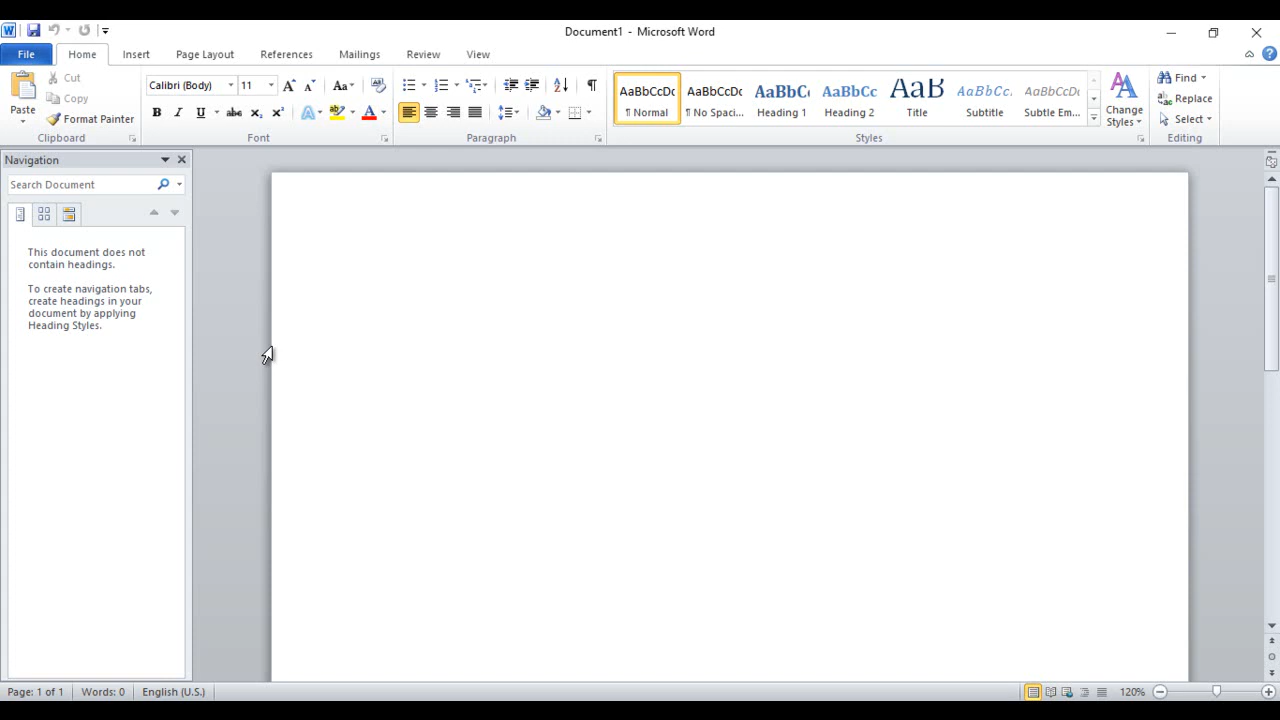 Document1 - Microsoft Word
File Home Insert Page Layout References Mailings Review View
Paste
Cut
Copy
Format Painter
Clipboard
Calibri (Body) 11
Font
Paragraph
AaBbCcDc AaBbCcDc AaBbCc AaBbCc AaB AaBbCc. AaBbCcDc
¶ Normal ¶ No Spaci... Heading 1 Heading 2 Title Subtitle Subtle Em...
Styles
Change
Styles
Find
Replace
Select
Editing
Navigation
Search Document
This document does not
contain headings.
To create navigation tabs,
create headings in your
document by applying
Heading Styles.
Page: 1 of 1 Words: 0 English (U.S.) 120%